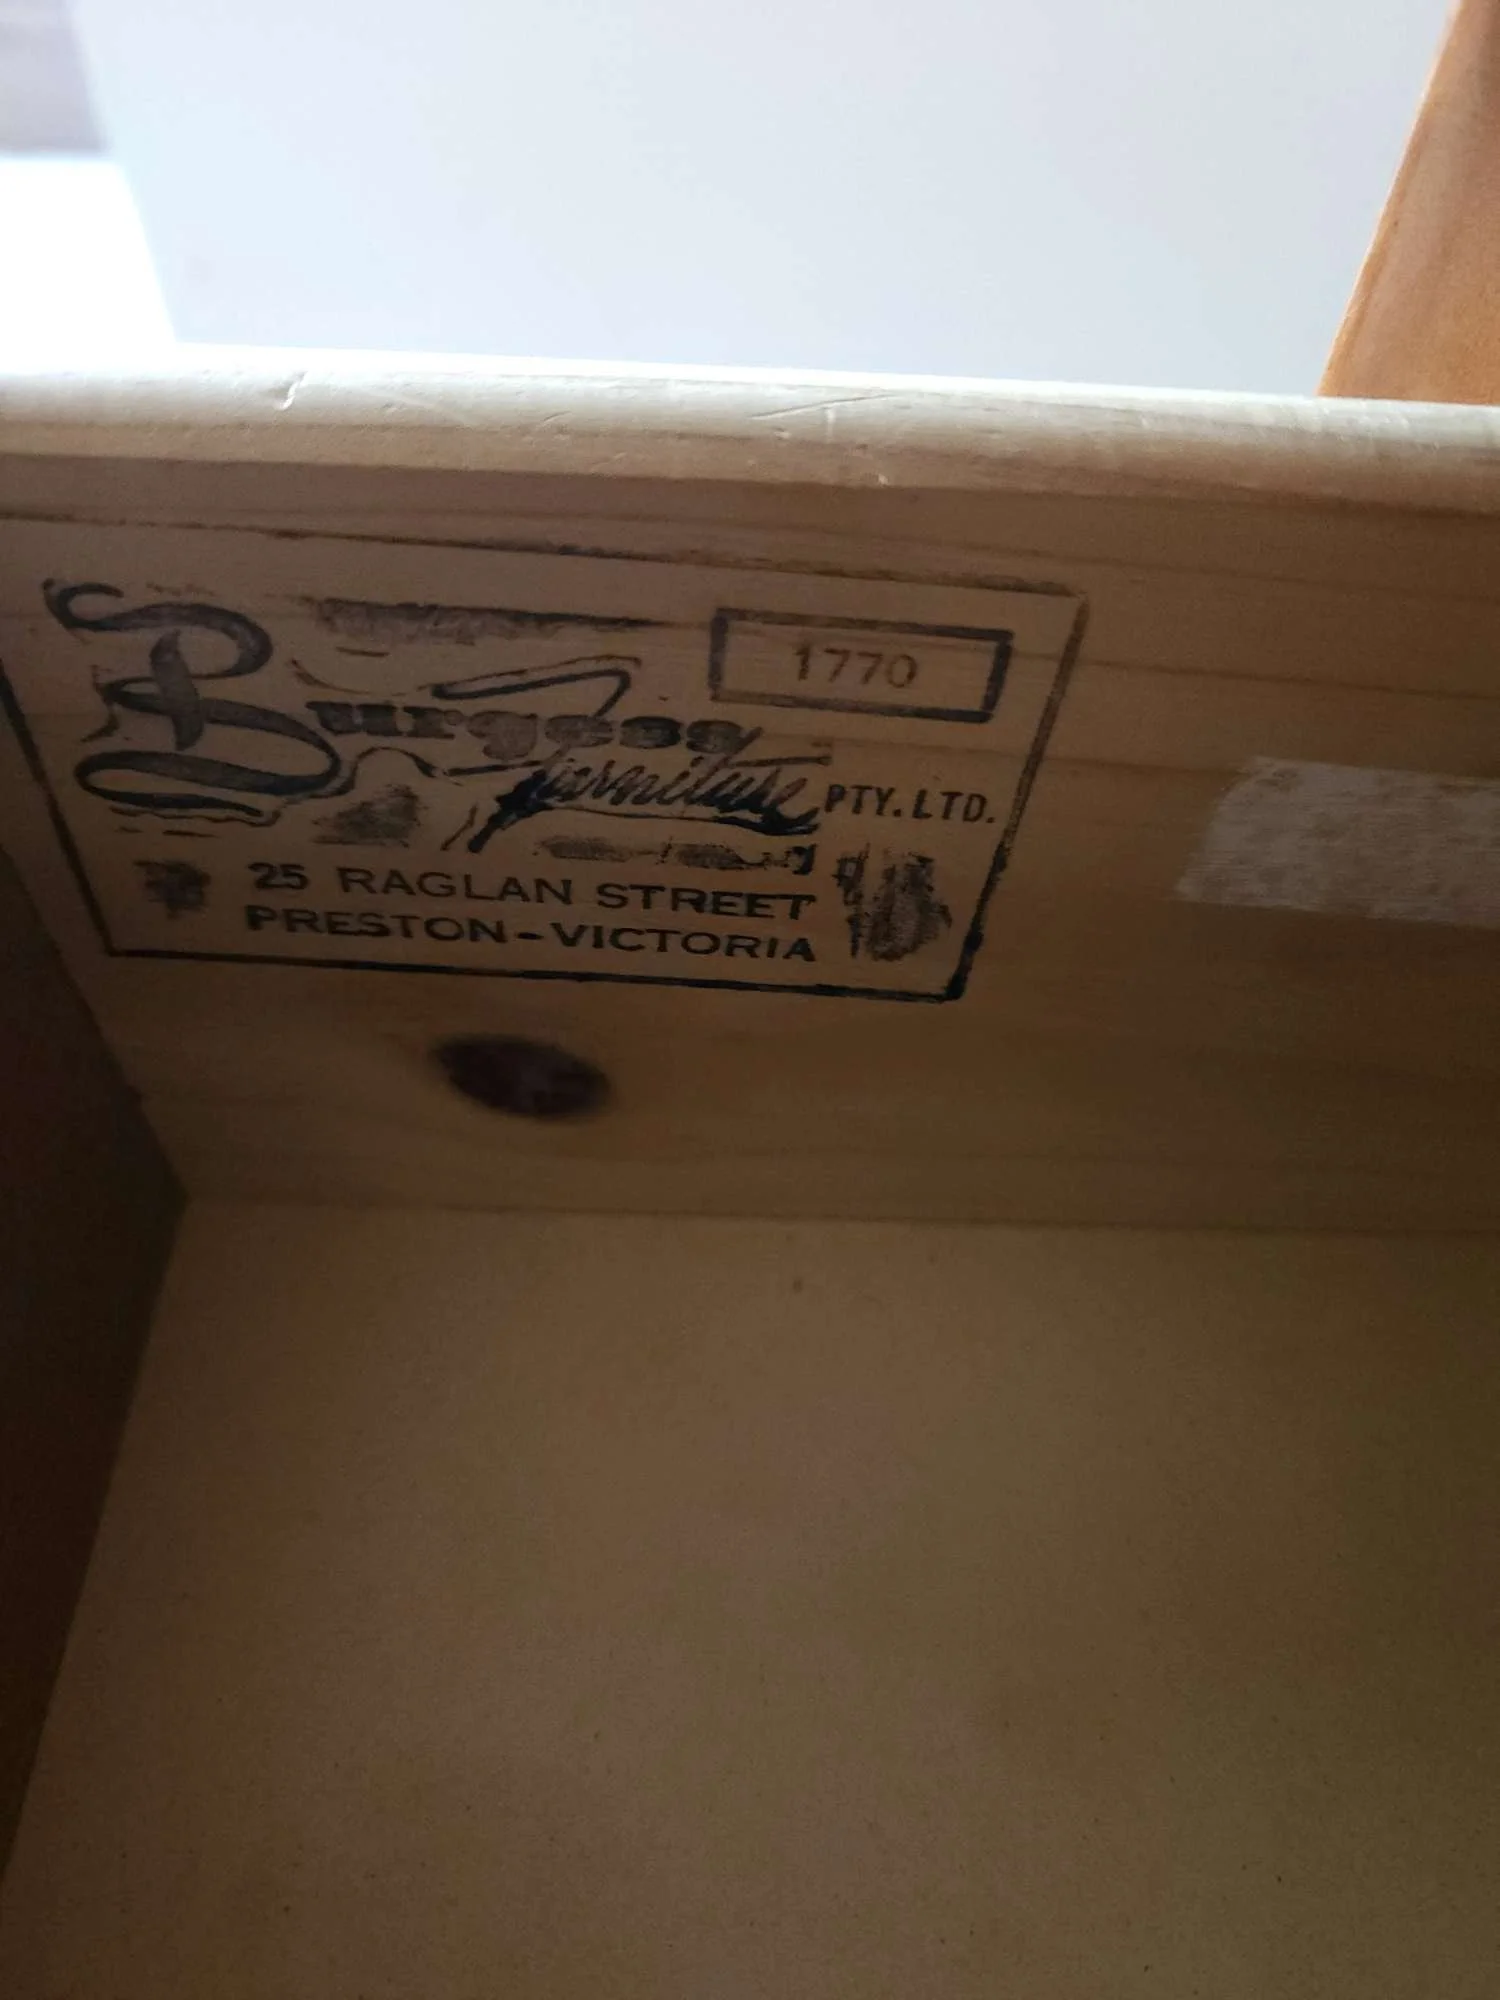 1770
Burgess
furniture PTY. LTD.
25 RAGLAN STREET
PRESTON-VICTORIA